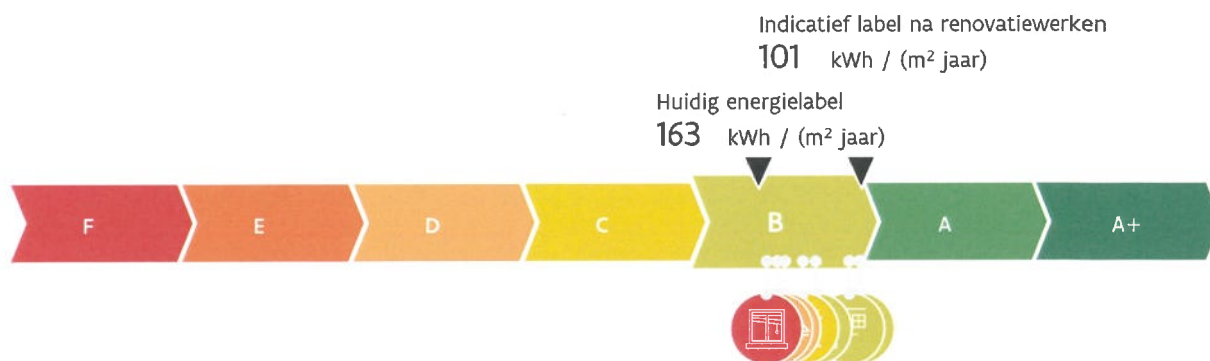 Indicatief label na renovatiewerken
101 kWh / (m² jaar)
Huidig energielabel
163 kWh / (m² jaar)
F E D C B A A+